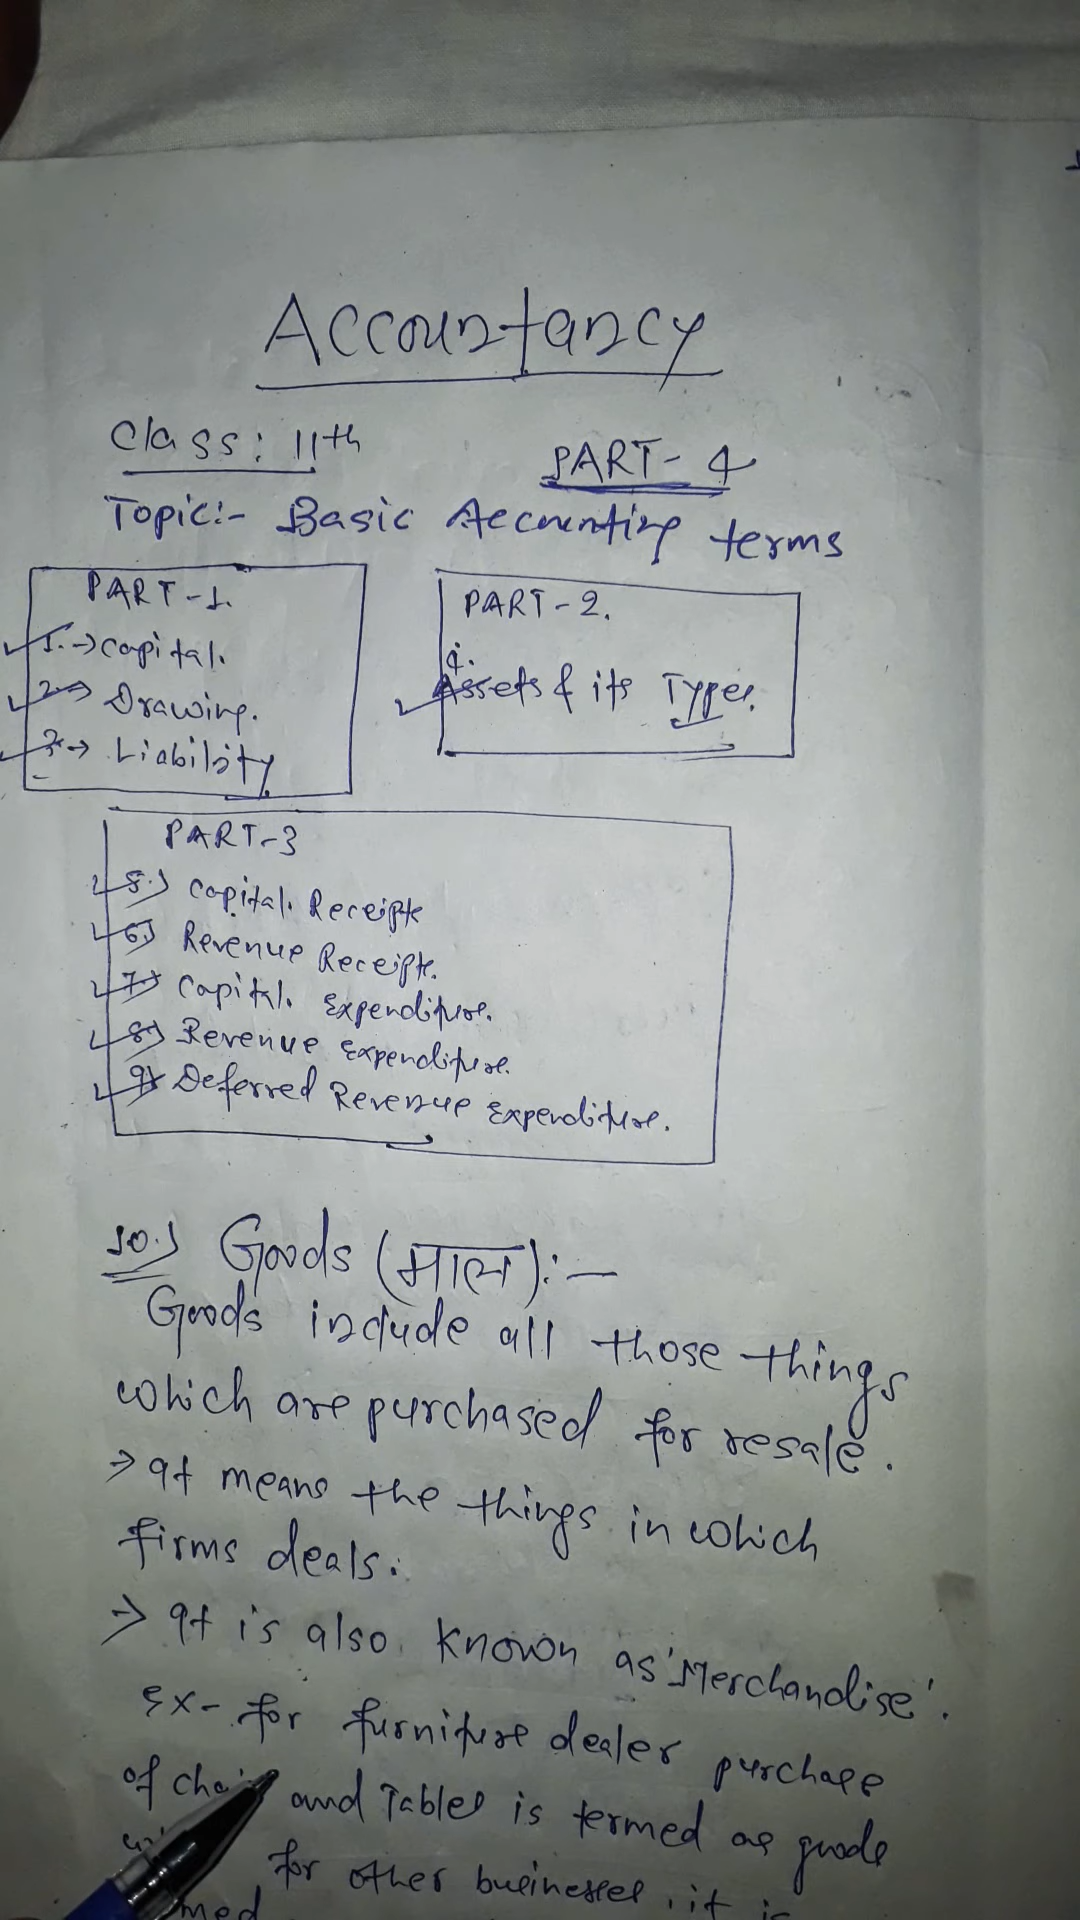 Accountancy
Class: 11th
PART- 4
Topic:- Basic Accounting terms
PART-1.
1.→ Capital.
2→ Drawing.
3→ Liability
PART-2.
4.
Assets & its Types.
PART-3
5.) Capital Receipts
6.) Revenue Receipts.
7.) Capital Expenditure.
8.) Revenue Expenditure.
9.) Deferred Revenue Expenditure.
10.) Goods (माल):—
Goods include all those things
which are purchased for resale.
→ It means the things in which
firms deals.
→ It is also known as 'Merchandise'.
Ex- for furniture dealer purchase
of and Tables is termed as goods
for other businesses, it is